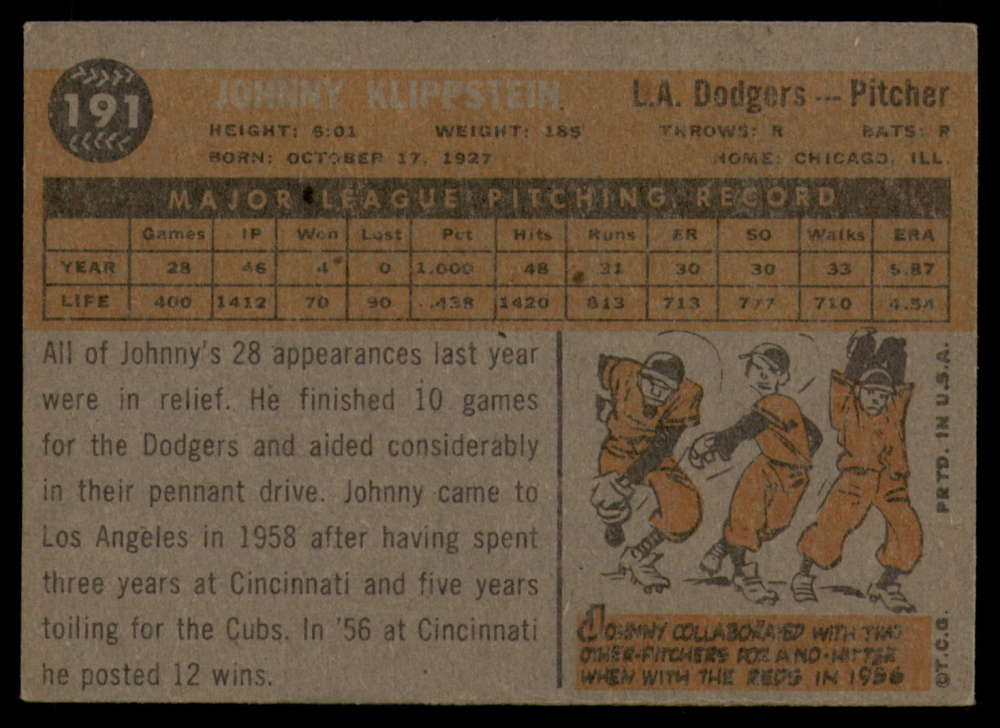 191
JOHNNY KLIPPSTEIN L.A. Dodgers --- Pitcher
HEIGHT: 6:01 WEIGHT: 185 THROWS: R BATS: R
BORN: OCTOBER 17, 1927 HOME: CHICAGO, ILL.
MAJOR LEAGUE PITCHING RECORD
Games IP Won Lost Pct Hits Runs ER SO Walks ERA
YEAR 28 46 4 0 1.000 48 31 30 30 33 5.87
LIFE 400 1412 70 90 .438 1420 813 713 777 710 4.54
All of Johnny's 28 appearances last year
were in relief. He finished 10 games
for the Dodgers and aided considerably
in their pennant drive. Johnny came to
Los Angeles in 1958 after having spent
three years at Cincinnati and five years
toiling for the Cubs. In '56 at Cincinnati
he posted 12 wins.
JOHNNY COLLABORATED WITH TWO
OTHER PITCHERS FOR A NO-HITTER
WHEN WITH THE REDS IN 1956
©T.C.G. PRTD. IN U.S.A.